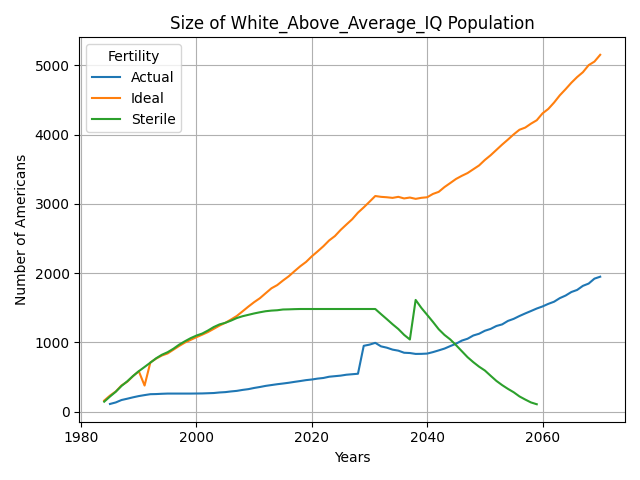 Size of White_Above_Average_IQ Population
Fertility
Actual
Ideal
Sterile
Number of Americans
5000
4000
3000
2000
1000
0
1980
2000
2020
2040
2060
Years